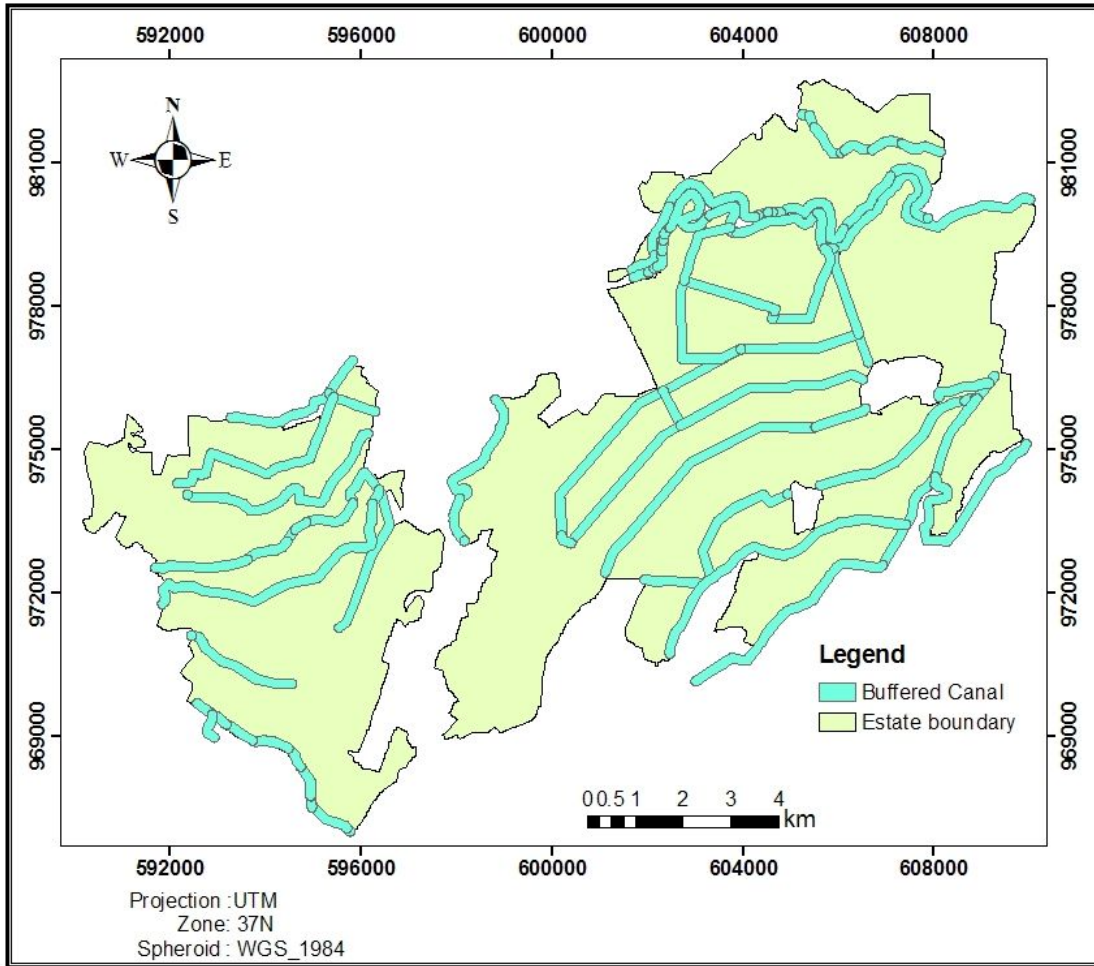 592000 596000 600000 604000 608000
N
W E
S
981000 981000
978000 978000
975000 975000
972000 972000
Legend
Buffered Canal
Estate boundary
969000 969000
0 0.5 1 2 3 4
km
592000 596000 600000 604000 608000
Projection :UTM
Zone: 37N
Spheroid : WGS_1984